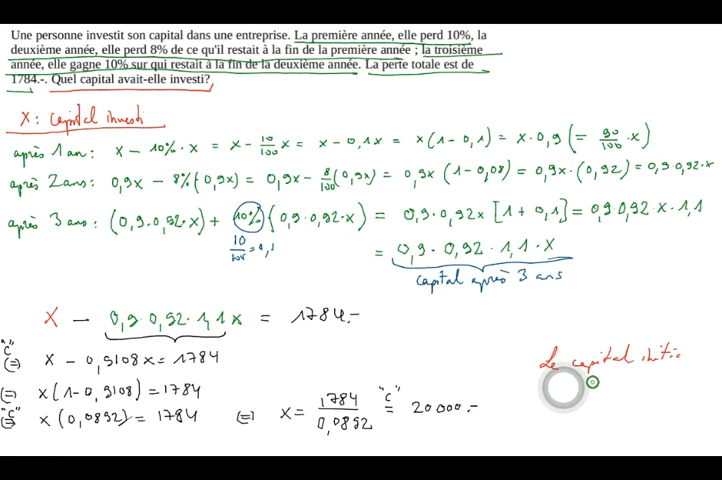 Une personne investit son capital dans une entreprise. La première année, elle perd 10%, la
deuxième année, elle perd 8% de ce qu'il restait à la fin de la première année ; la troisième
année, elle gagne 10% sur qui restait à la fin de la deuxième année. La perte totale est de
1784.-. Quel capital avait-elle investi?
X : capital investi
après 1 an : x - 10% · x = x - 10/100 x = x - 0,1x = x(1 - 0,1) = x · 0,9 (= 90/100 · x)
après 2 ans : 0,9x - 8% (0,9x) = 0,9x - 8/100 (0,9x) = 0,9x (1 - 0,08) = 0,9x · (0,92) = 0,9·0,92·x
après 3 ans : (0,9·0,92·x) + 10% (0,9·0,92·x) = 0,9·0,92x [1 + 0,1] = 0,9·0,92·x·1,1
10/100 = 0,1
= 0,9·0,92·1,1·x
capital après 3 ans
X - 0,9·0,92·1,1x = 1784.-
"C"
(=) x - 0,9108x = 1784
Le capital initia
(=) x(1-0,9108) = 1784
"C"
(=) x(0,0892) = 1784 (=) x = 1784/0,0892 "C" = 20000.-